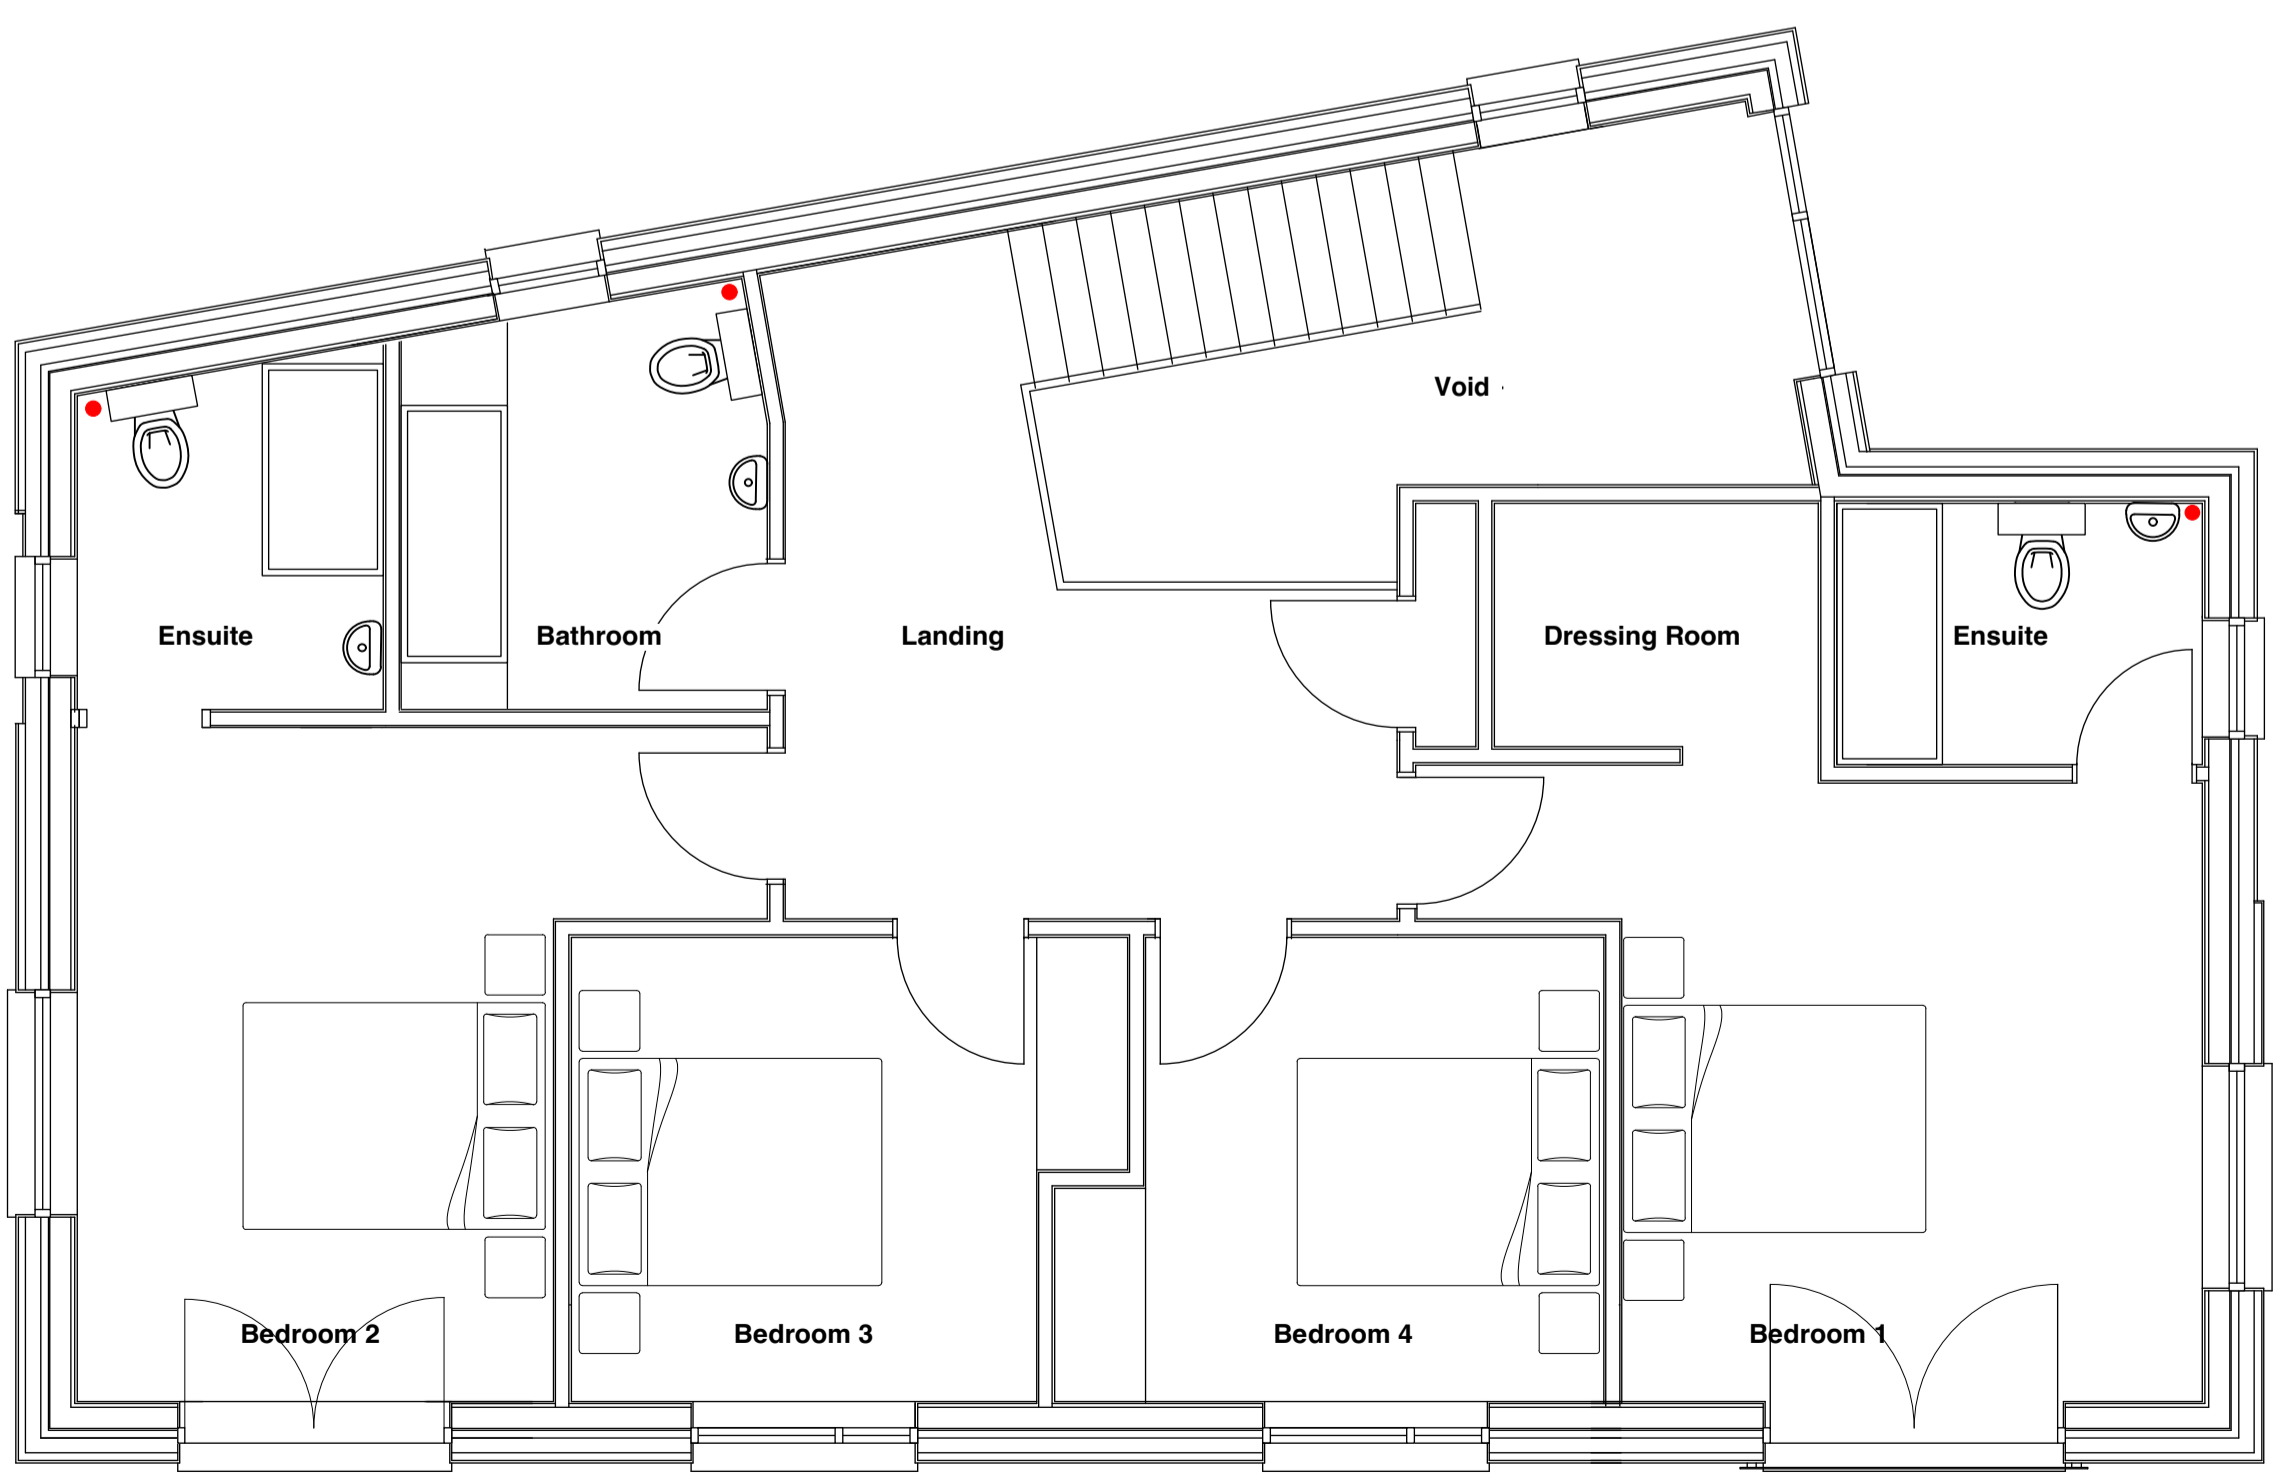 Void
Ensuite
Bathroom
Landing
Dressing Room
Ensuite
Bedroom 2
Bedroom 3
Bedroom 4
Bedroom 1